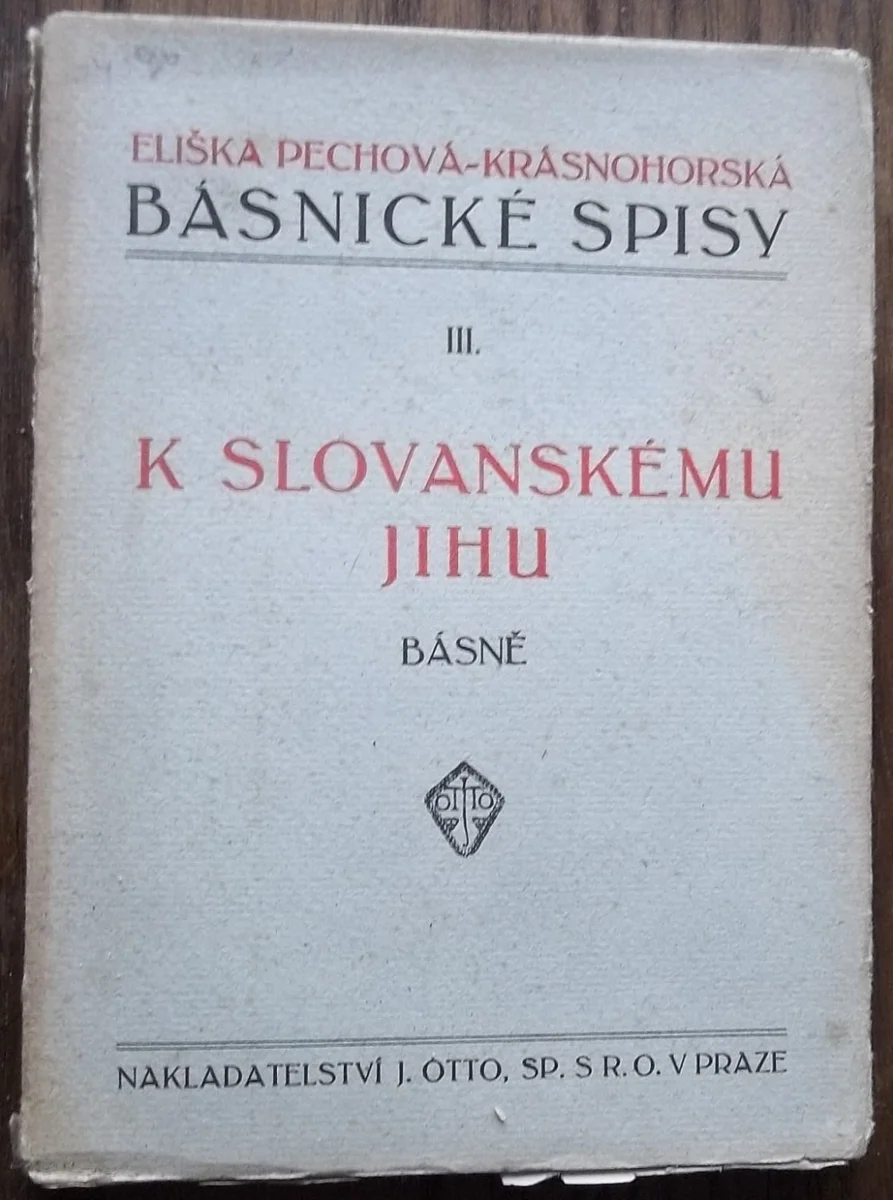 ELIŠKA PECHOVÁ-KRÁSNOHORSKÁ
BÁSNICKÉ SPISY
III.
K SLOVANSKÉMU
JIHU
BÁSNĚ
OTTO
NAKLADATELSTVÍ J. OTTO, SP. S R. O. V PRAZE